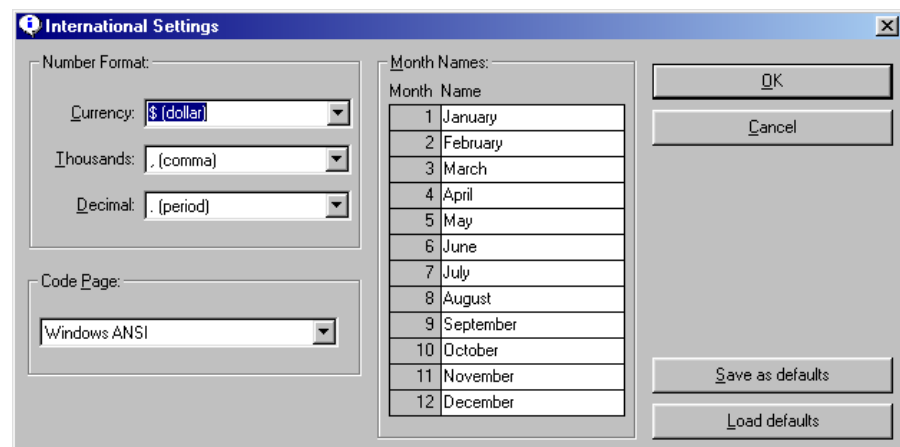 International Settings
Number Format:
Currency: $ (dollar)
Thousands: , (comma)
Decimal: . (period)
Code Page:
Windows ANSI
Month Names:
Month Name
1 January
2 February
3 March
4 April
5 May
6 June
7 July
8 August
9 September
10 October
11 November
12 December
OK
Cancel
Save as defaults
Load defaults